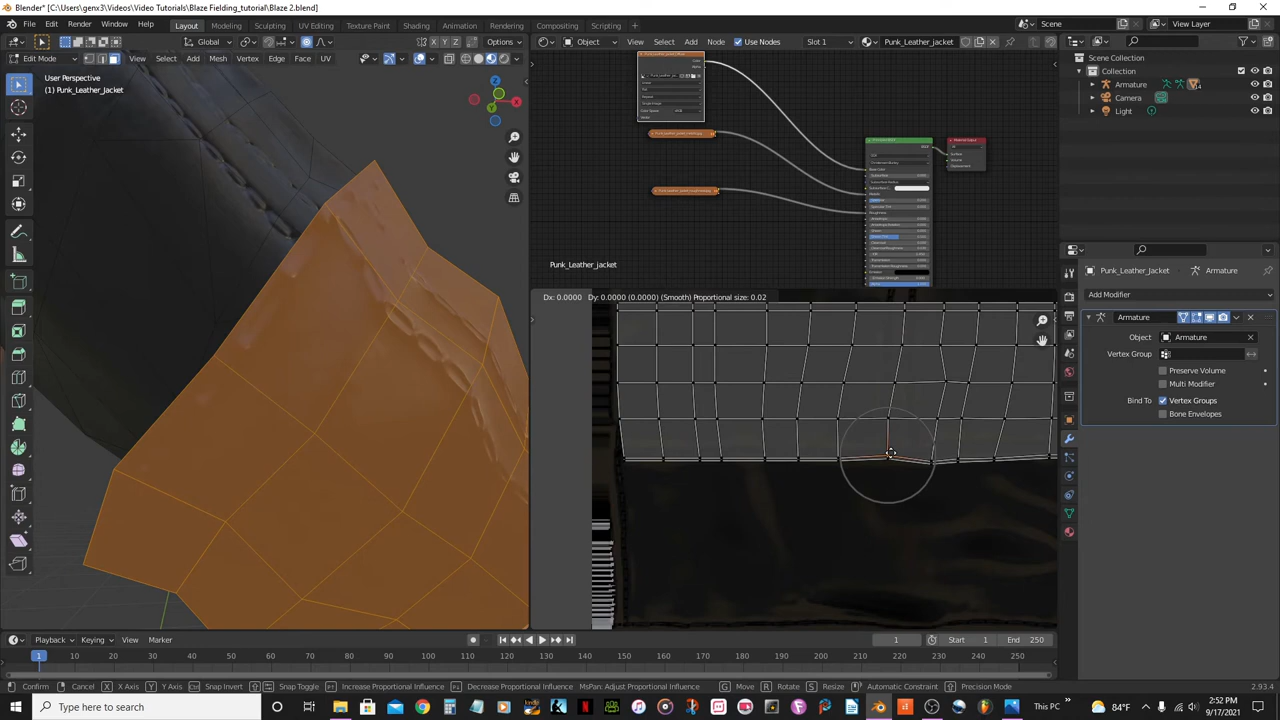 Blender* [C:\Users\genx3\Videos\Video Tutorials\Blaze Fielding_tutorial\Blaze 2.blend]
File Edit Render Window Help Layout Modeling Sculpting UV Editing Texture Paint Shading Animation Rendering Compositing Scripting Scene View Layer
Global Options Object View Select Add Node Use Nodes Slot 1 Punk_Leather_jacket
Edit Mode View Select Add Mesh Vertex Edge Face UV
User Perspective
(1) Punk_Leather_Jacket
Scene Collection
Collection
Armature
Camera
Light
X
Y
Z
Punk_Leather_jacket
Dx: 0.0000 Dy: 0.0000 (0.0000) (Smooth) Proportional size: 0.02
Punk_Leather_Jacket Armature
Add Modifier
Armature
Object Armature
Vertex Group
Preserve Volume
Multi Modifier
Bind To Vertex Groups
Bone Envelopes
Playback Keying View Marker 1 Start 1 End 250
1 10 20 30 40 50 60 70 80 90 100 110 120 130 140 150 160 170 180 190 200 210 220 230 240 250
Confirm Cancel X X Axis Y Y Axis Snap Invert Snap Toggle Increase Proportional Influence Decrease Proportional Influence MsPan: Adjust Proportional Influence G Move R Rotate S Resize Automatic Constraint Precision Mode 2.93.4
Type here to search This PC 84°F 2:52 PM
9/17/2021